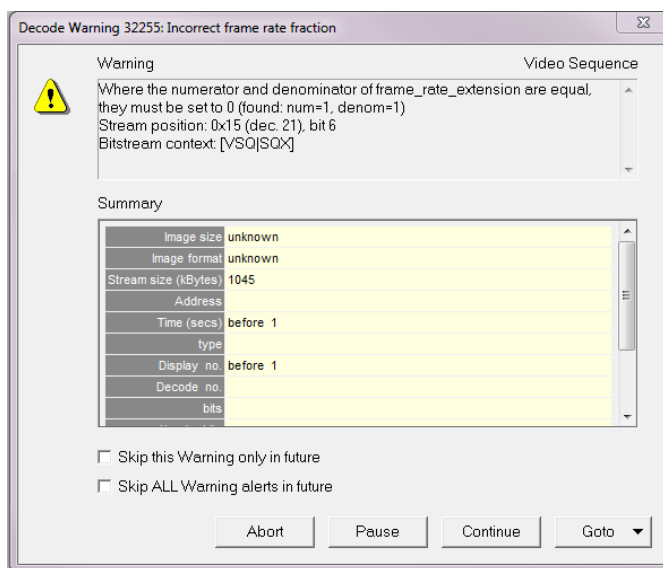 Decode Warning 32255: Incorrect frame rate fraction
Warning
Video Sequence
Where the numerator and denominator of frame_rate_extension are equal,
they must be set to 0 (found: num=1, denom=1)
Stream position: 0x15 (dec. 21), bit 6
Bitstream context: [VSQ|SQX]
Summary
Image size unknown
Image format unknown
Stream size (kBytes) 1045
Address
Time (secs) before 1
type
Display no. before 1
Decode no.
bits
Skip this Warning only in future
Skip ALL Warning alerts in future
Abort Pause Continue Goto